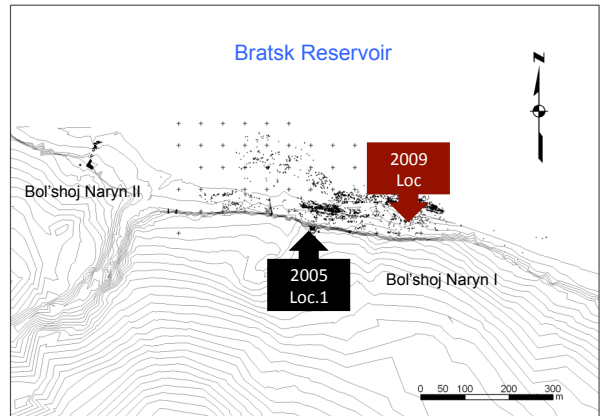 Bratsk Reservoir
N
2009
Loc
Bol'shoj Naryn II
2005
Loc.1
Bol'shoj Naryn I
0 50 100 200 300
m